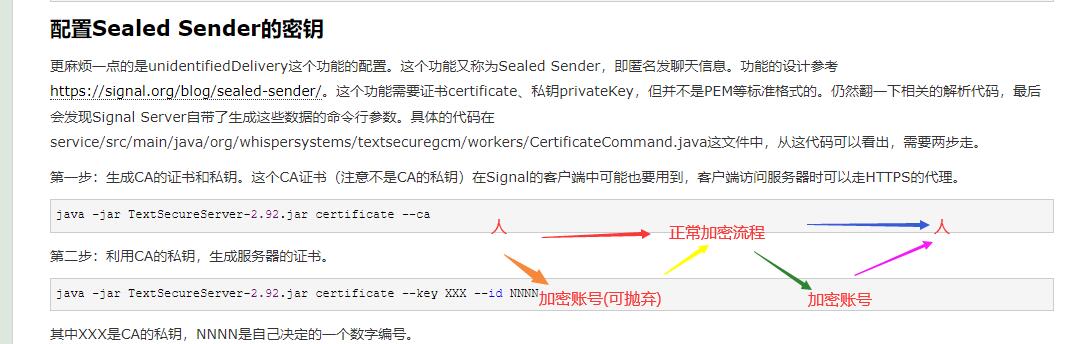 配置Sealed Sender的密钥
更麻烦一点的是unidentifiedDelivery这个功能的配置。这个功能又称为Sealed Sender，即匿名发聊天信息。功能的设计参考
https://signal.org/blog/sealed-sender/。这个功能需要证书certificate、私钥privateKey，但并不是PEM等标准格式的。仍然翻一下相关的解析代码，最后
会发现Signal Server自带了生成这些数据的命令行参数。具体的代码在
service/src/main/java/org/whispersystems/textsecuregcm/workers/CertificateCommand.java这文件中，从这代码可以看出，需要两步走。
第一步：生成CA的证书和私钥。这个CA证书（注意不是CA的私钥）在Signal的客户端中可能也要用到，客户端访问服务器时可以走HTTPS的代理。
java -jar TextSecureServer-2.92.jar certificate --ca
人
正常加密流程
人
第二步：利用CA的私钥，生成服务器的证书。
java -jar TextSecureServer-2.92.jar certificate --key XXX --id NNNN
加密账号(可抛弃)
加密账号
其中XXX是CA的私钥，NNNN是自己决定的一个数字编号。